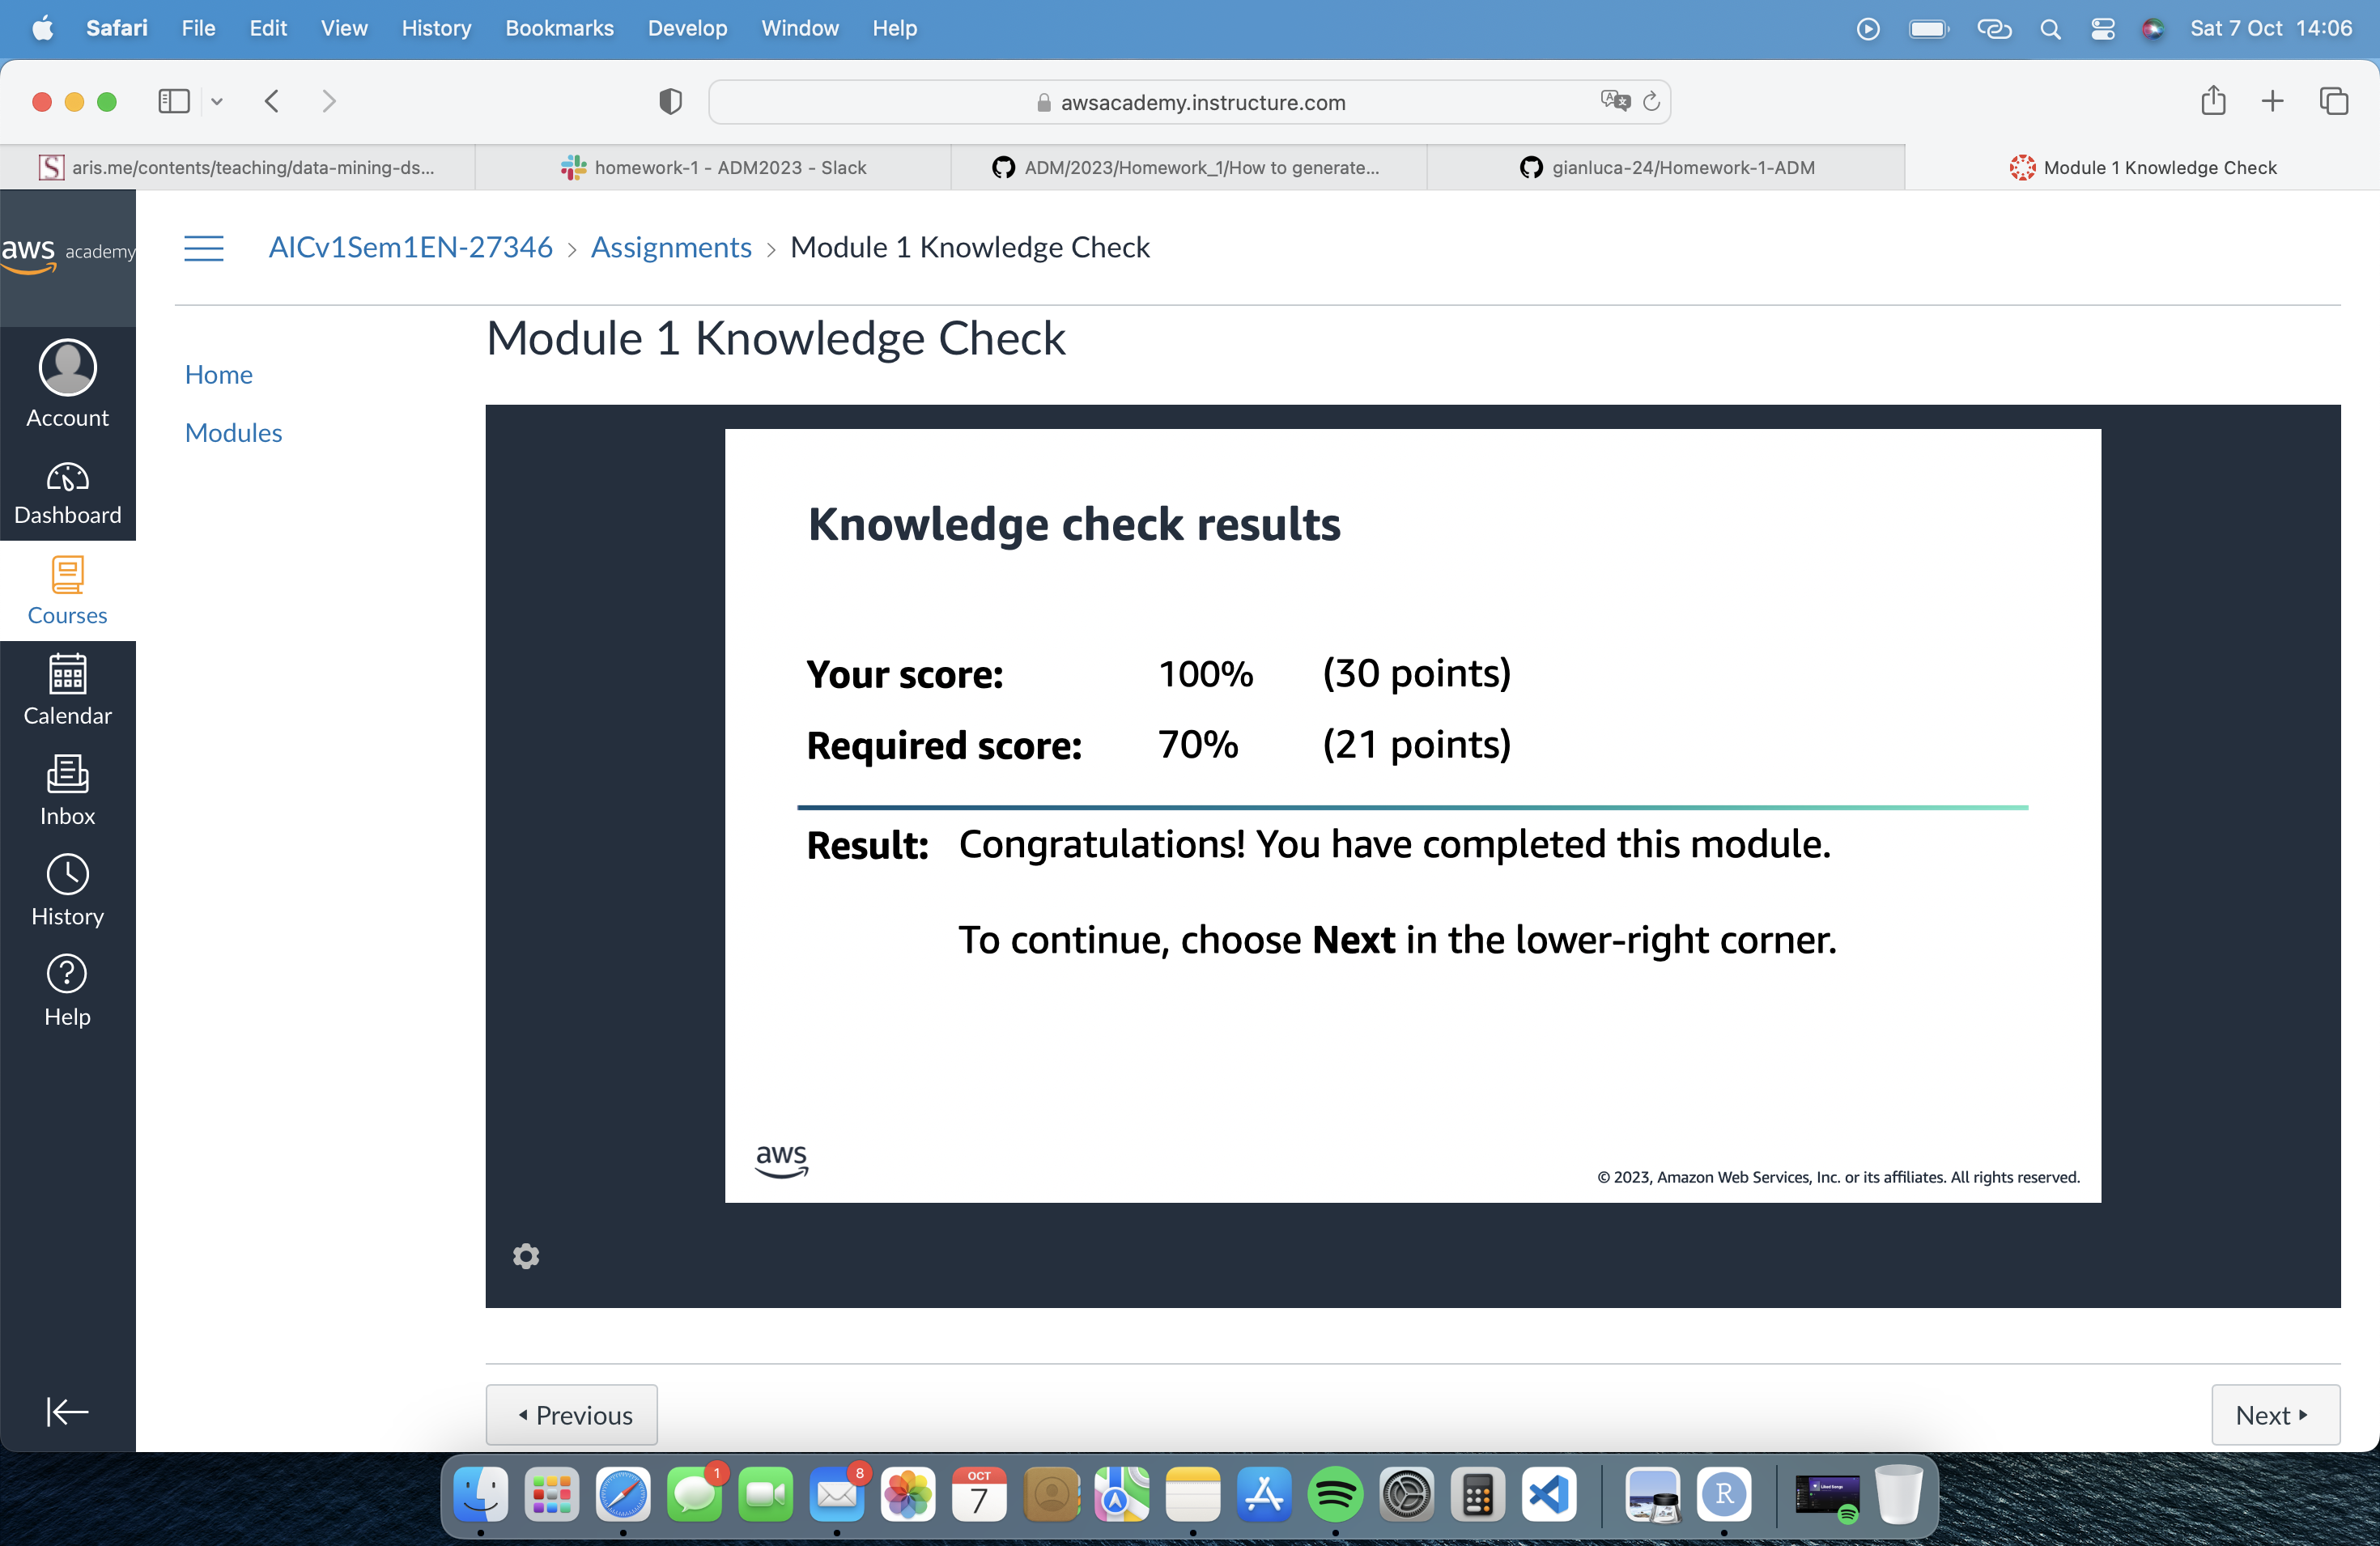 Safari File Edit View History Bookmarks Develop Window Help Sat 7 Oct 14:06
awsacademy.instructure.com
aris.me/contents/teaching/data-mining-ds... homework-1 - ADM2023 - Slack ADM/2023/Homework_1/How to generate... gianluca-24/Homework-1-ADM Module 1 Knowledge Check
aws academy
AICv1Sem1EN-27346 > Assignments > Module 1 Knowledge Check
Account
Dashboard
Courses
Calendar
Inbox
History
Help
Home
Modules
Module 1 Knowledge Check
Knowledge check results
Your score: 100% (30 points)
Required score: 70% (21 points)
Result: Congratulations! You have completed this module.
To continue, choose Next in the lower-right corner.
aws
© 2023, Amazon Web Services, Inc. or its affiliates. All rights reserved.
Previous Next
1 8 OCT 7 R